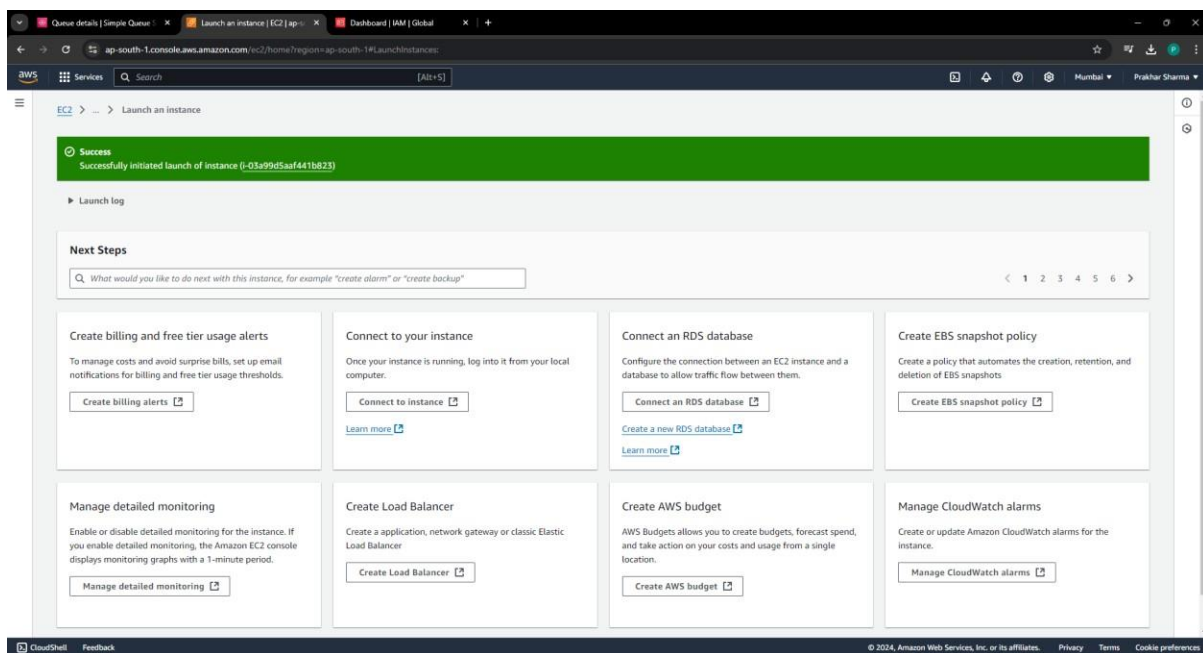 Queue details | Simple Queue S
Launch an instance | EC2 | ap-s
Dashboard | IAM | Global
ap-south-1.console.aws.amazon.com/ec2/home?region=ap-south-1#LaunchInstances:
aws
Services
Search
[Alt+S]
Mumbai
Prakhar Sharma
EC2 > ... > Launch an instance
Success
Successfully initiated launch of instance (i-03a99d5aaf441b823)
Launch log
Next Steps
What would you like to do next with this instance, for example "create alarm" or "create backup"
< 1 2 3 4 5 6 >
Create billing and free tier usage alerts
To manage costs and avoid surprise bills, set up email
notifications for billing and free tier usage thresholds.
Create billing alerts
Connect to your instance
Once your instance is running, log into it from your local
computer.
Connect to instance
Learn more
Connect an RDS database
Configure the connection between an EC2 instance and a
database to allow traffic flow between them.
Connect an RDS database
Create a new RDS database
Learn more
Create EBS snapshot policy
Create a policy that automates the creation, retention, and
deletion of EBS snapshots
Create EBS snapshot policy
Manage detailed monitoring
Enable or disable detailed monitoring for the instance. If
you enable detailed monitoring, the Amazon EC2 console
displays monitoring graphs with a 1-minute period.
Manage detailed monitoring
Create Load Balancer
Create a application, network gateway or classic Elastic
Load Balancer
Create Load Balancer
Create AWS budget
AWS Budgets allows you to create budgets, forecast spend,
and take action on your costs and usage from a single
location.
Create AWS budget
Manage CloudWatch alarms
Create or update Amazon CloudWatch alarms for the
instance.
Manage CloudWatch alarms
CloudShell
Feedback
© 2024, Amazon Web Services, Inc. or its affiliates.
Privacy
Terms
Cookie preferences